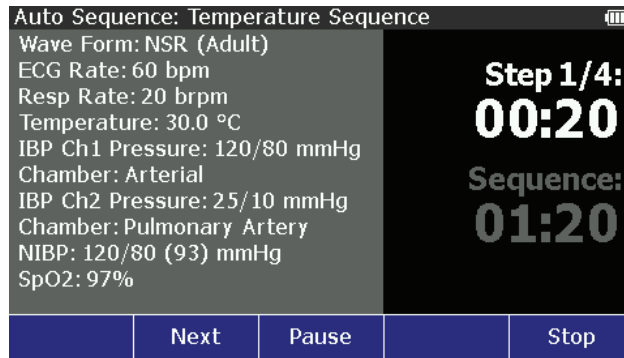 Auto Sequence: Temperature Sequence
Wave Form: NSR (Adult)
ECG Rate: 60 bpm
Resp Rate: 20 brpm
Temperature: 30.0 °C
IBP Ch1 Pressure: 120/80 mmHg
Chamber: Arterial
IBP Ch2 Pressure: 25/10 mmHg
Chamber: Pulmonary Artery
NIBP: 120/80 (93) mmHg
SpO2: 97%
Step 1/4:
00:20
Sequence:
01:20
Next Pause Stop